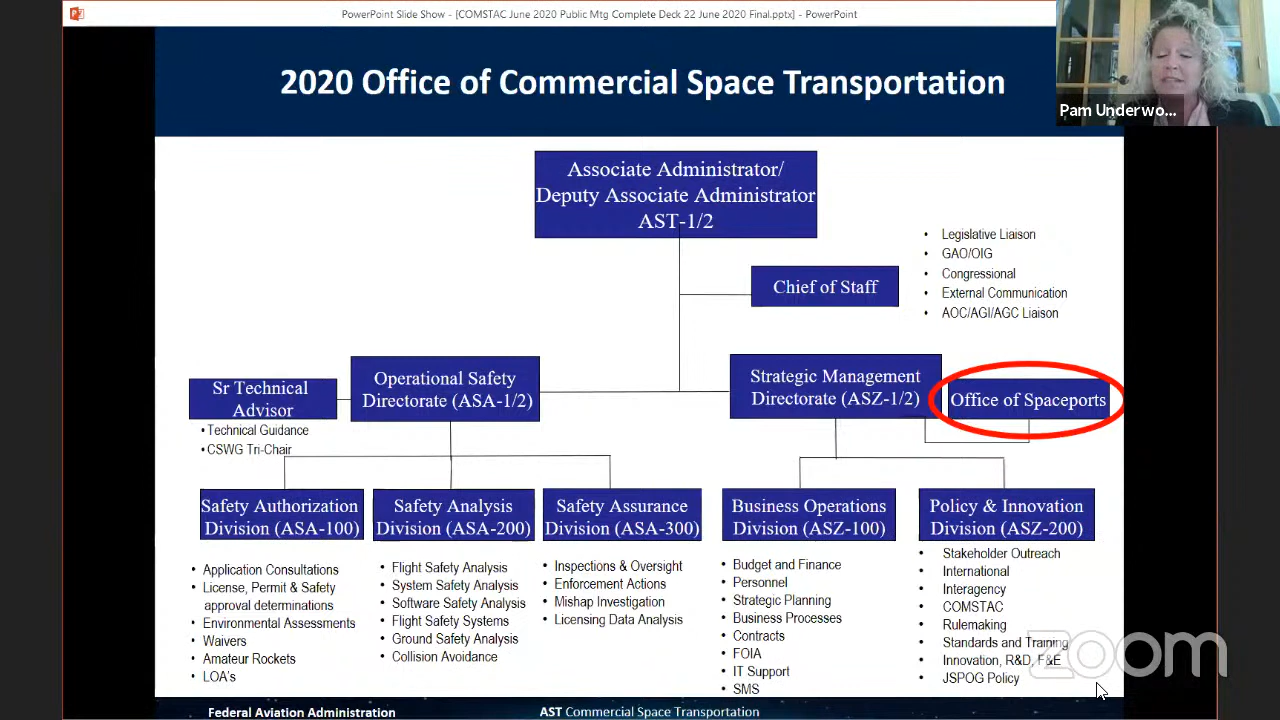 PowerPoint Slide Show - [COMSTAC June 2020 Public Mtg Complete Deck 22 June 2020 Final.pptx] - PowerPoint
2020 Office of Commercial Space Transportation
Pam Underwo...
Associate Administrator/
Deputy Associate Administrator
AST-1/2
Chief of Staff
• Legislative Liaison
• GAO/OIG
• Congressional
• External Communication
• AOC/AGI/AGC Liaison
Sr Technical
Advisor
• Technical Guidance
• CSWG Tri-Chair
Operational Safety
Directorate (ASA-1/2)
Strategic Management
Directorate (ASZ-1/2)
Office of Spaceports
Safety Authorization
Division (ASA-100)
• Application Consultations
• License, Permit & Safety
approval determinations
• Environmental Assessments
• Waivers
• Amateur Rockets
• LOA's
Safety Analysis
Division (ASA-200)
• Flight Safety Analysis
• System Safety Analysis
• Software Safety Analysis
• Flight Safety Systems
• Ground Safety Analysis
• Collision Avoidance
Safety Assurance
Division (ASA-300)
• Inspections & Oversight
• Enforcement Actions
• Mishap Investigation
• Licensing Data Analysis
Business Operations
Division (ASZ-100)
• Budget and Finance
• Personnel
• Strategic Planning
• Business Processes
• Contracts
• FOIA
• IT Support
• SMS
Policy & Innovation
Division (ASZ-200)
• Stakeholder Outreach
• International
• Interagency
• COMSTAC
• Rulemaking
• Standards and Training
• Innovation, R&D, F&E
• JSPOG Policy
zoom
Federal Aviation Administration
AST Commercial Space Transportation